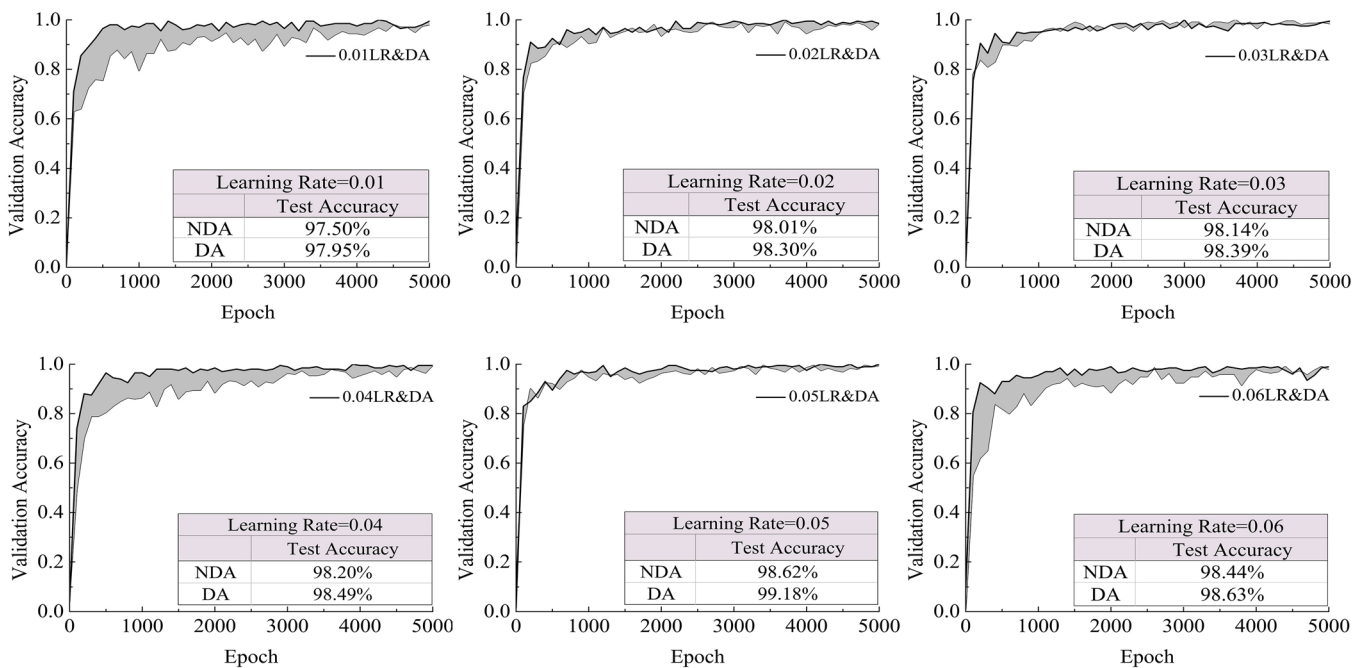 Validation Accuracy
1.0
0.8
0.6
0.4
0.2
0.0
0.01LR&DA
Learning Rate=0.01
Test Accuracy
NDA 97.50%
DA 97.95%
0 1000 2000 3000 4000 5000
Epoch
Validation Accuracy
1.0
0.8
0.6
0.4
0.2
0.0
0.02LR&DA
Learning Rate=0.02
Test Accuracy
NDA 98.01%
DA 98.30%
0 1000 2000 3000 4000 5000
Epoch
Validation Accuracy
1.0
0.8
0.6
0.4
0.2
0.0
0.03LR&DA
Learning Rate=0.03
Test Accuracy
NDA 98.14%
DA 98.39%
0 1000 2000 3000 4000 5000
Epoch
Validation Accuracy
1.0
0.8
0.6
0.4
0.2
0.0
0.04LR&DA
Learning Rate=0.04
Test Accuracy
NDA 98.20%
DA 98.49%
0 1000 2000 3000 4000 5000
Epoch
Validation Accuracy
1.0
0.8
0.6
0.4
0.2
0.0
0.05LR&DA
Learning Rate=0.05
Test Accuracy
NDA 98.62%
DA 99.18%
0 1000 2000 3000 4000 5000
Epoch
Validation Accuracy
1.0
0.8
0.6
0.4
0.2
0.0
0.06LR&DA
Learning Rate=0.06
Test Accuracy
NDA 98.44%
DA 98.63%
0 1000 2000 3000 4000 5000
Epoch